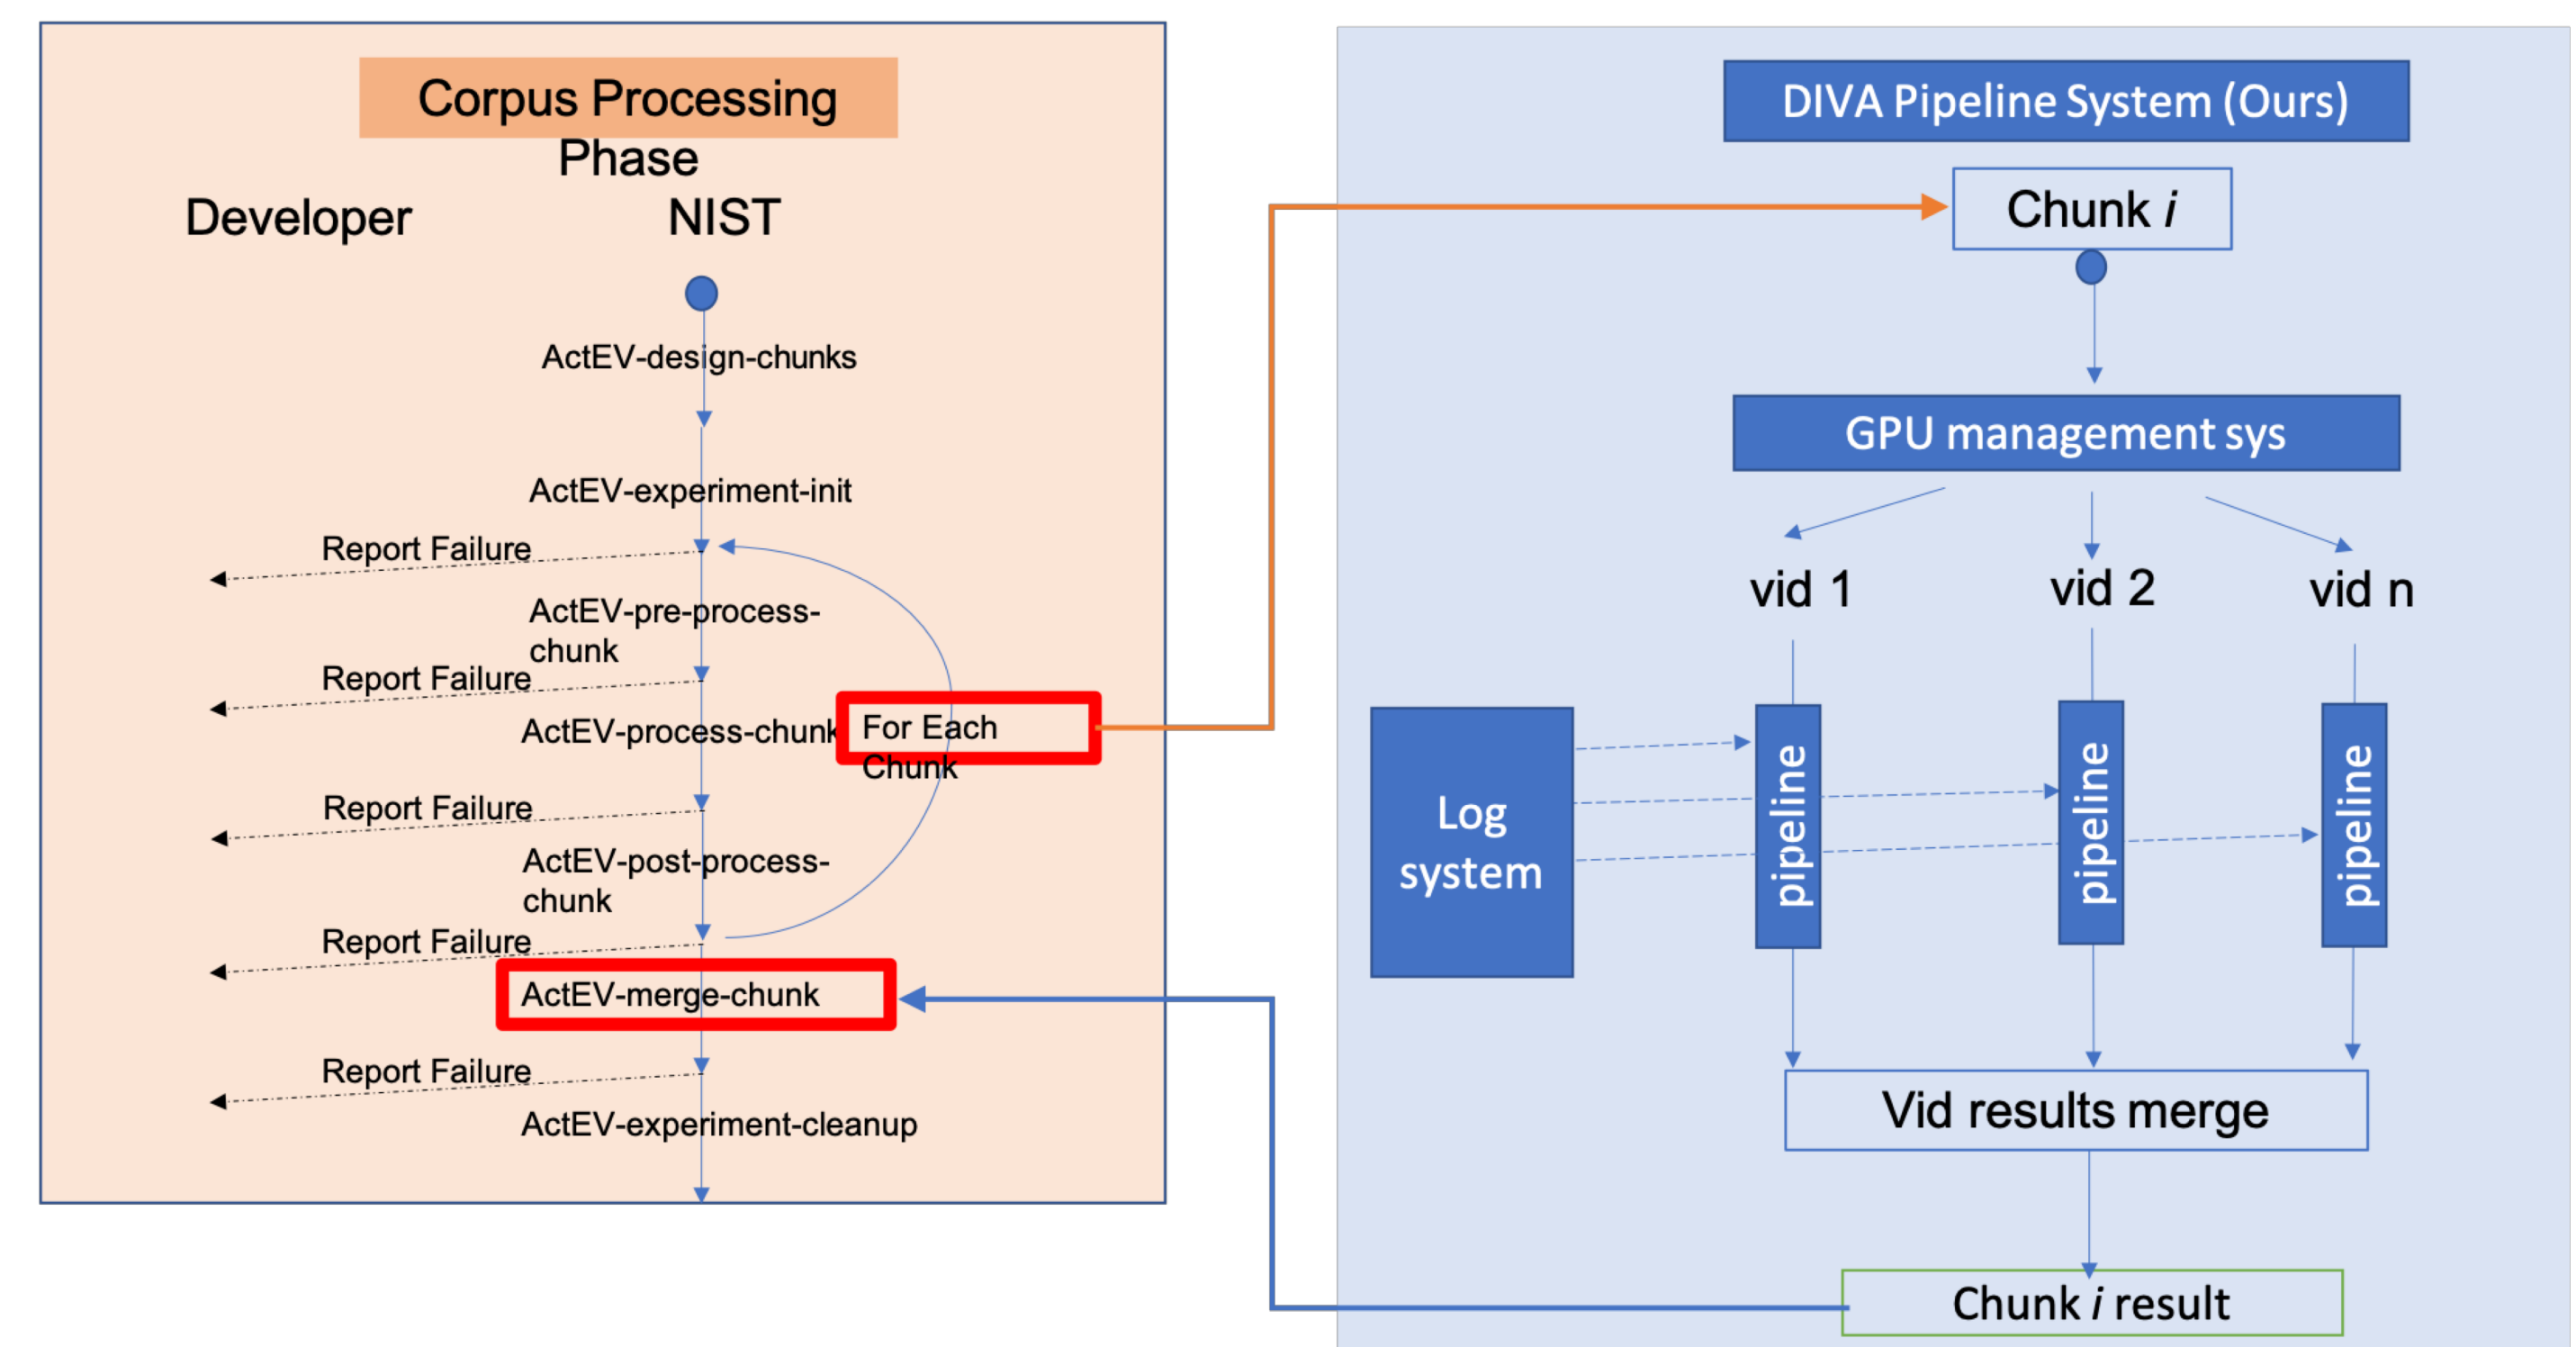 Corpus Processing
Phase
Developer
NIST
ActEV-design-chunks
ActEV-experiment-init
Report Failure
ActEV-pre-process-
chunk
Report Failure
ActEV-process-chunk
For Each
Chunk
Report Failure
ActEV-post-process-
chunk
Report Failure
ActEV-merge-chunk
Report Failure
ActEV-experiment-cleanup
DIVA Pipeline System (Ours)
Chunk i
GPU management sys
vid 1
vid 2
vid n
Log
system
pipeline
pipeline
pipeline
Vid results merge
Chunk i result